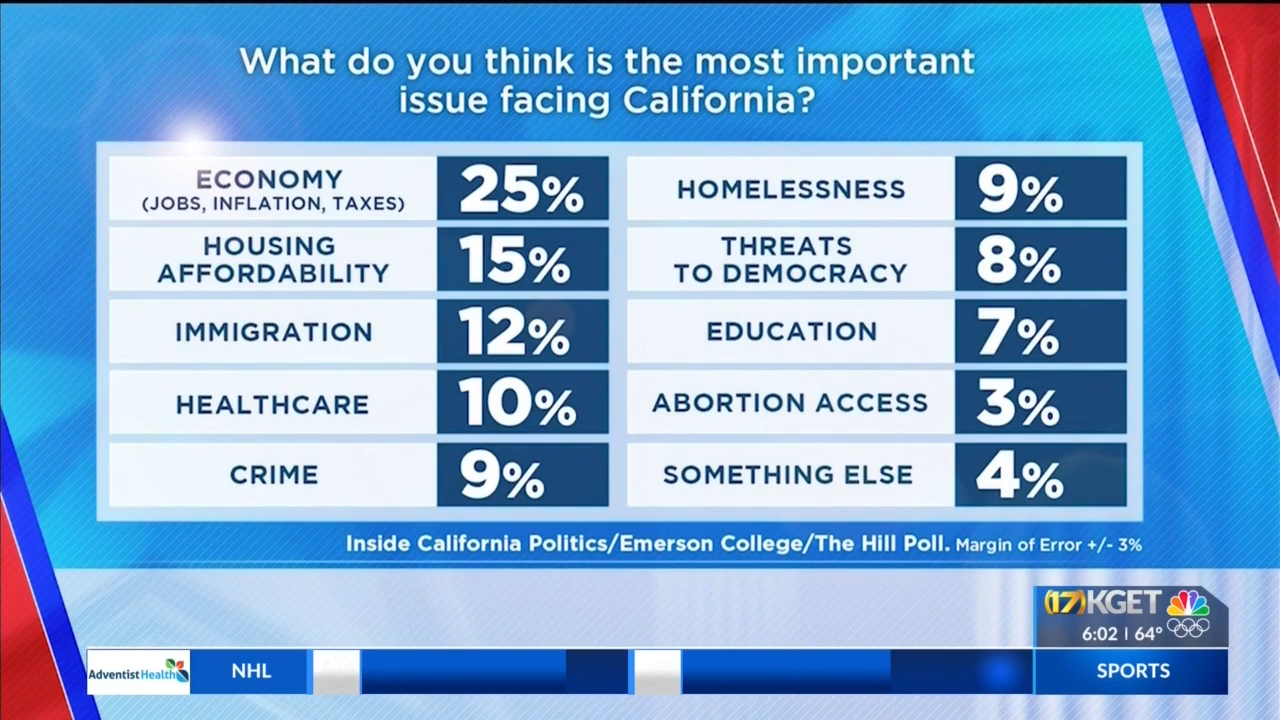 What do you think is the most important
issue facing California?
ECONOMY
(JOBS, INFLATION, TAXES)
25%
HOUSING
AFFORDABILITY
15%
IMMIGRATION
12%
HEALTHCARE
10%
CRIME
9%
HOMELESSNESS
9%
THREATS
TO DEMOCRACY
8%
EDUCATION
7%
ABORTION ACCESS
3%
SOMETHING ELSE
4%
Inside California Politics/Emerson College/The Hill Poll. Margin of Error +/- 3%
(17) KGET
6:02 | 64°
Adventist Health
NHL
SPORTS